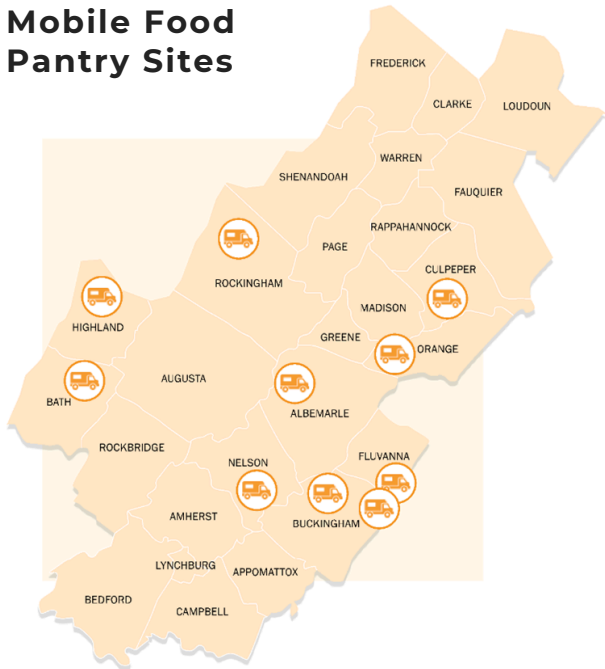 Mobile Food
Pantry Sites
FREDERICK
CLARKE
LOUDOUN
WARREN
SHENANDOAH
FAUQUIER
RAPPAHANNOCK
PAGE
CULPEPER
ROCKINGHAM
MADISON
HIGHLAND
GREENE
ORANGE
AUGUSTA
BATH
ALBEMARLE
ROCKBRIDGE
FLUVANNA
NELSON
AMHERST
BUCKINGHAM
LYNCHBURG
APPOMATTOX
BEDFORD
CAMPBELL